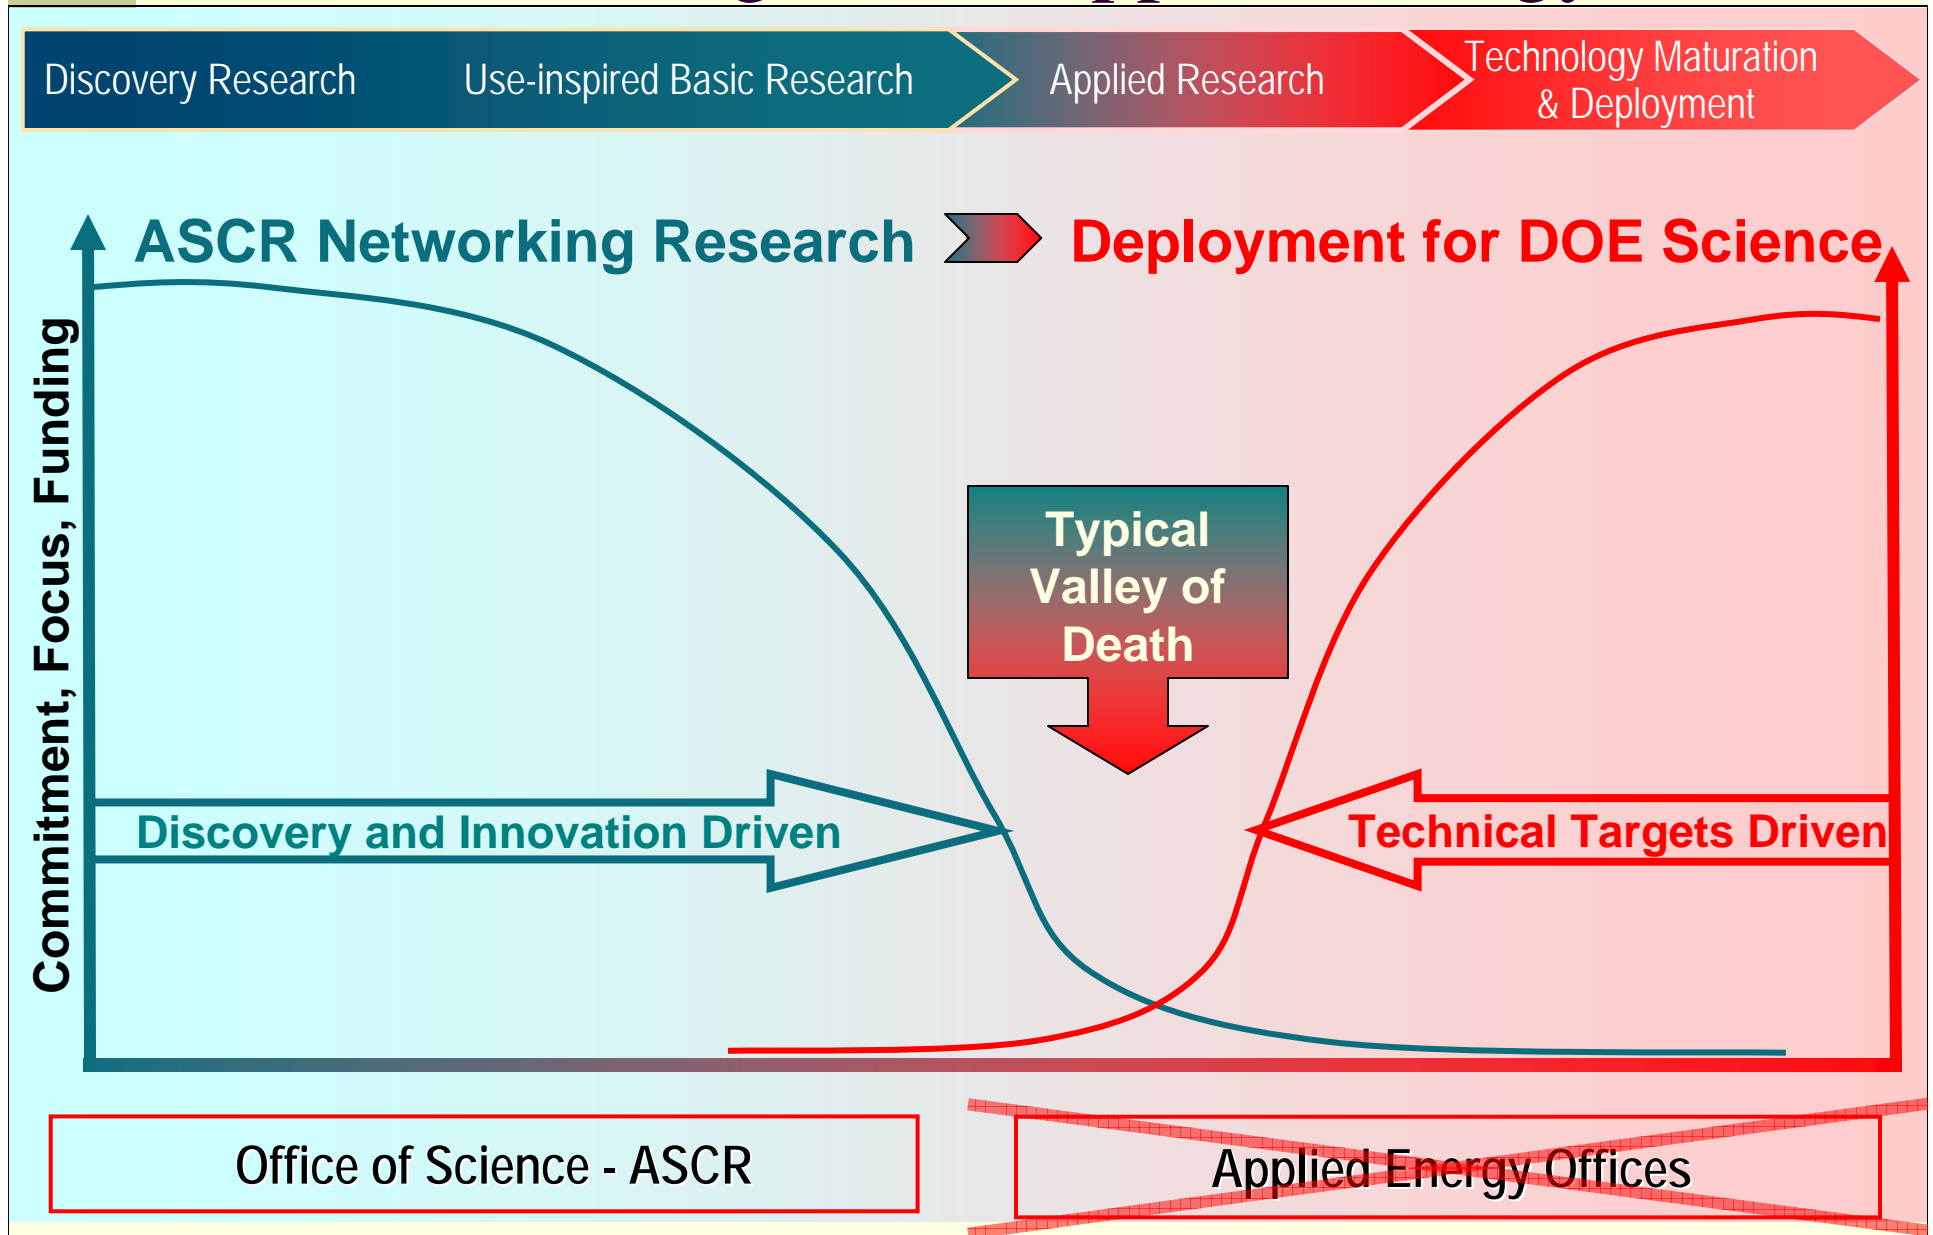 Discovery Research
Use-inspired Basic Research
Applied Research
Technology Maturation
& Deployment
ASCR Networking Research
Deployment for DOE Science
Commitment, Focus, Funding
Typical
Valley of
Death
Discovery and Innovation Driven
Technical Targets Driven
Office of Science - ASCR
Applied Energy Offices